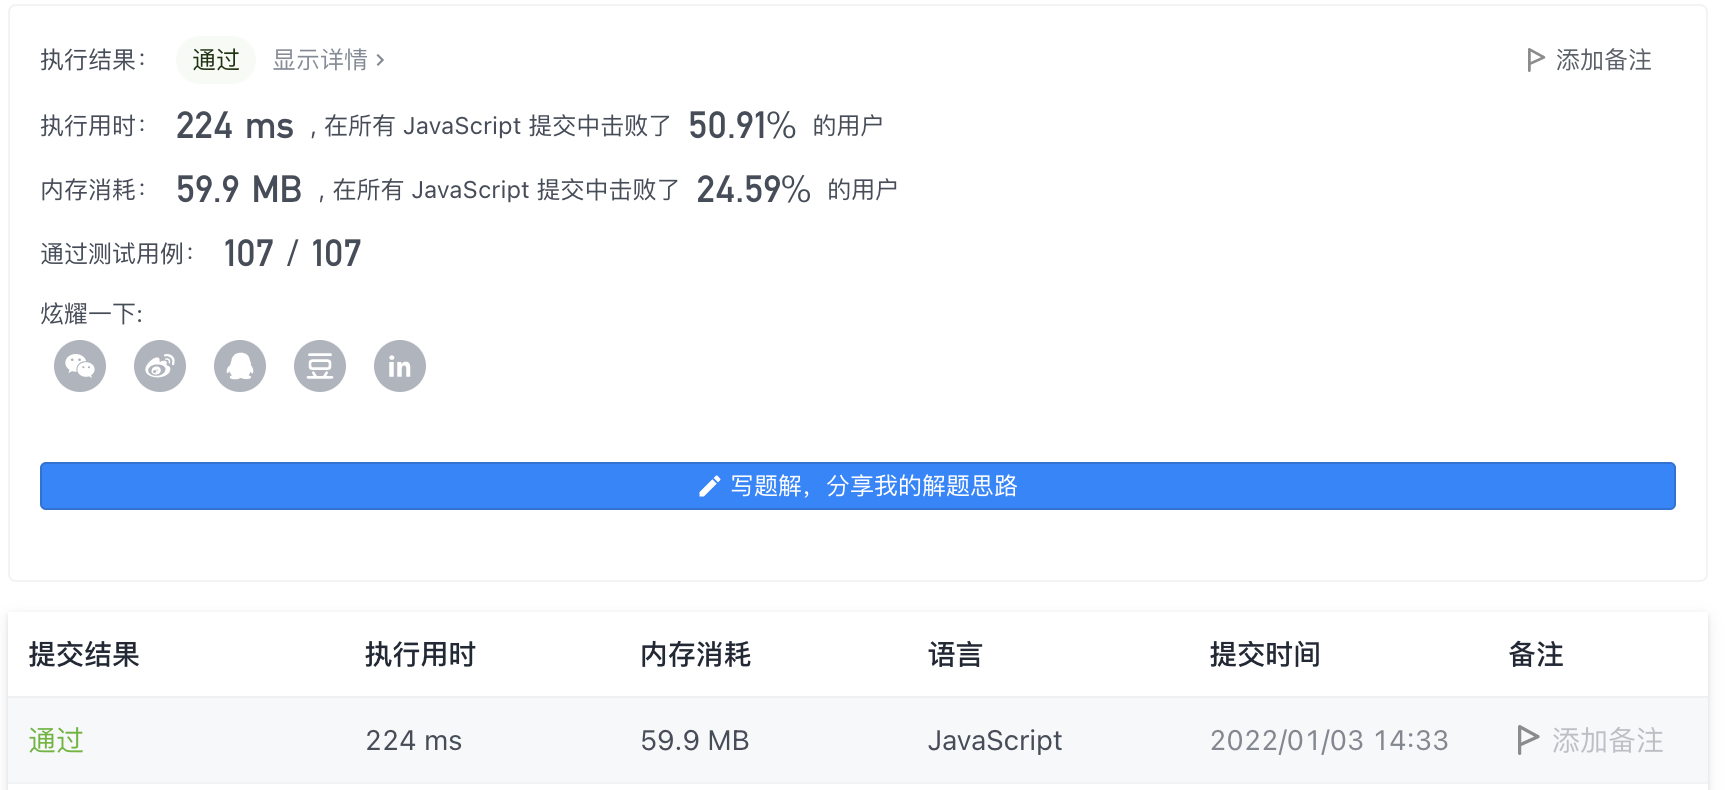 执行结果： 通过 显示详情 > 添加备注
执行用时： 224 ms , 在所有 JavaScript 提交中击败了 50.91% 的用户
内存消耗： 59.9 MB , 在所有 JavaScript 提交中击败了 24.59% 的用户
通过测试用例： 107 / 107
炫耀一下:
豆 in
写题解，分享我的解题思路
提交结果 执行用时 内存消耗 语言 提交时间 备注
通过 224 ms 59.9 MB JavaScript 2022/01/03 14:33 添加备注